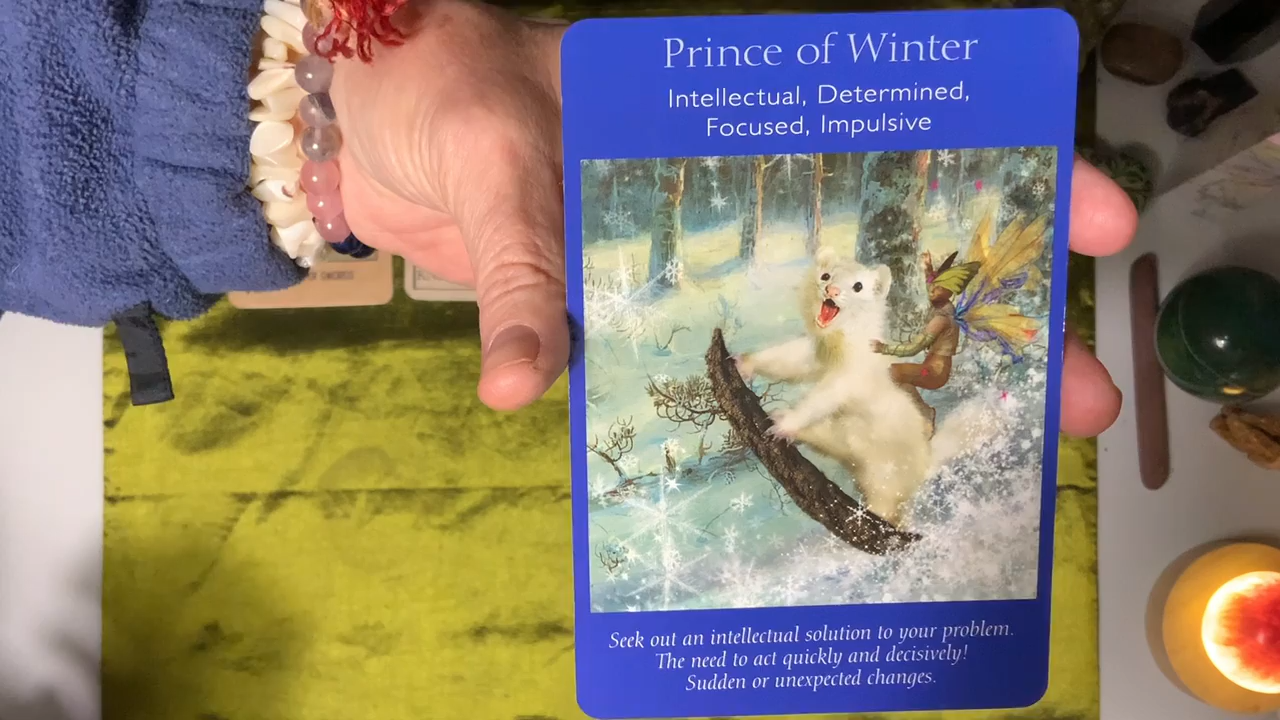 Prince of Winter
Intellectual, Determined,
Focused, Impulsive
Seek out an intellectual solution to your problem.
The need to act quickly and decisively!
Sudden or unexpected changes.